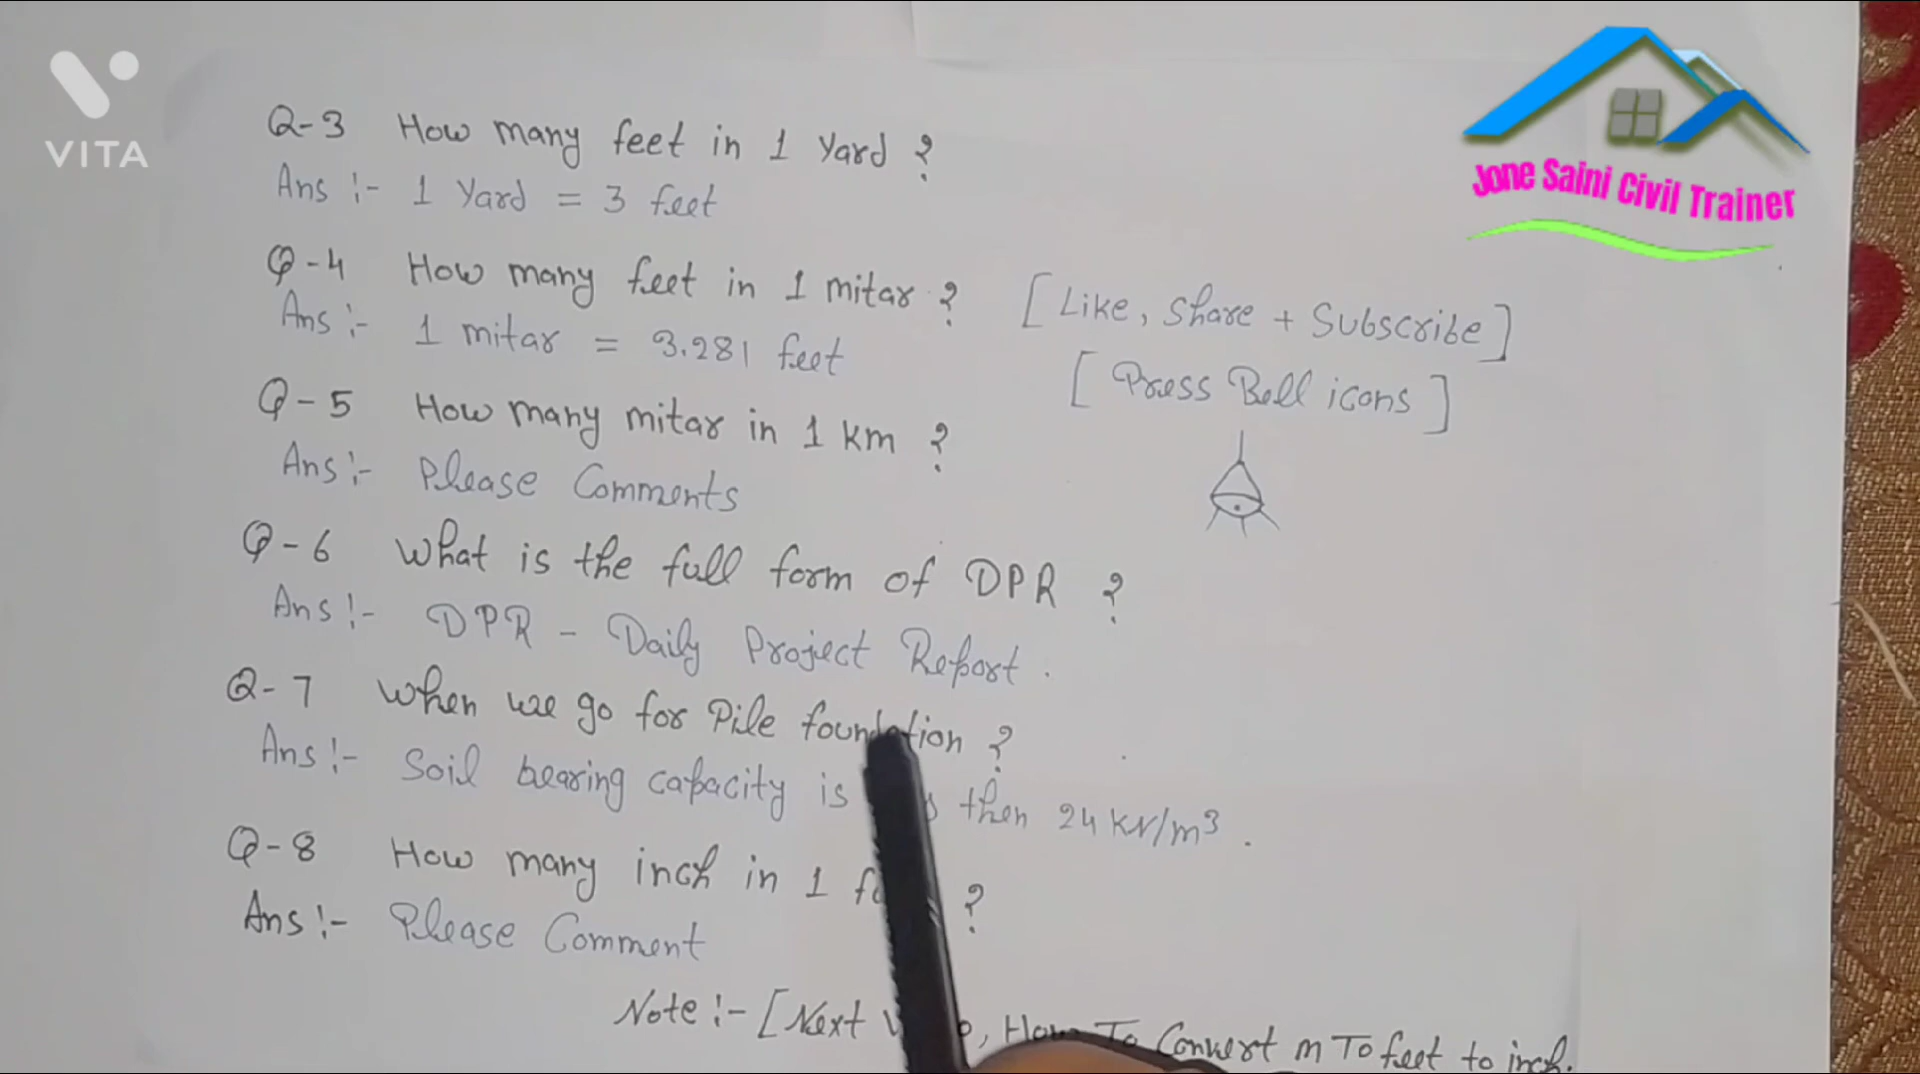 VITA
Jone Saini Civil Trainer
Q-3 How many feet in 1 Yard ?
Ans :- 1 Yard = 3 feet
Q-4 How many feet in 1 mitar ?
Ans :- 1 mitar = 3.281 feet
[Like, Share + Subscribe]
[Press Bell icons]
Q-5 How many mitar in 1 km ?
Ans :- Please Comments
Q-6 What is the full form of DPR ?
Ans :- DPR - Daily Project Report.
Q-7 When we go for Pile foundation ?
Ans :- Soil bearing capacity is then 24 kN/m³.
Q-8 How many inch in 1 ?
Ans :- Please Comment
Note :- [Next , How To Convert m To feet to inch.